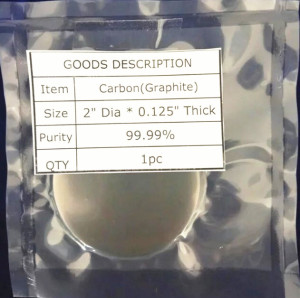 GOODS DESCRIPTION
Item Carbon(Graphite)
Size 2" Dia * 0.125" Thick
Purity 99.99%
QTY 1pc